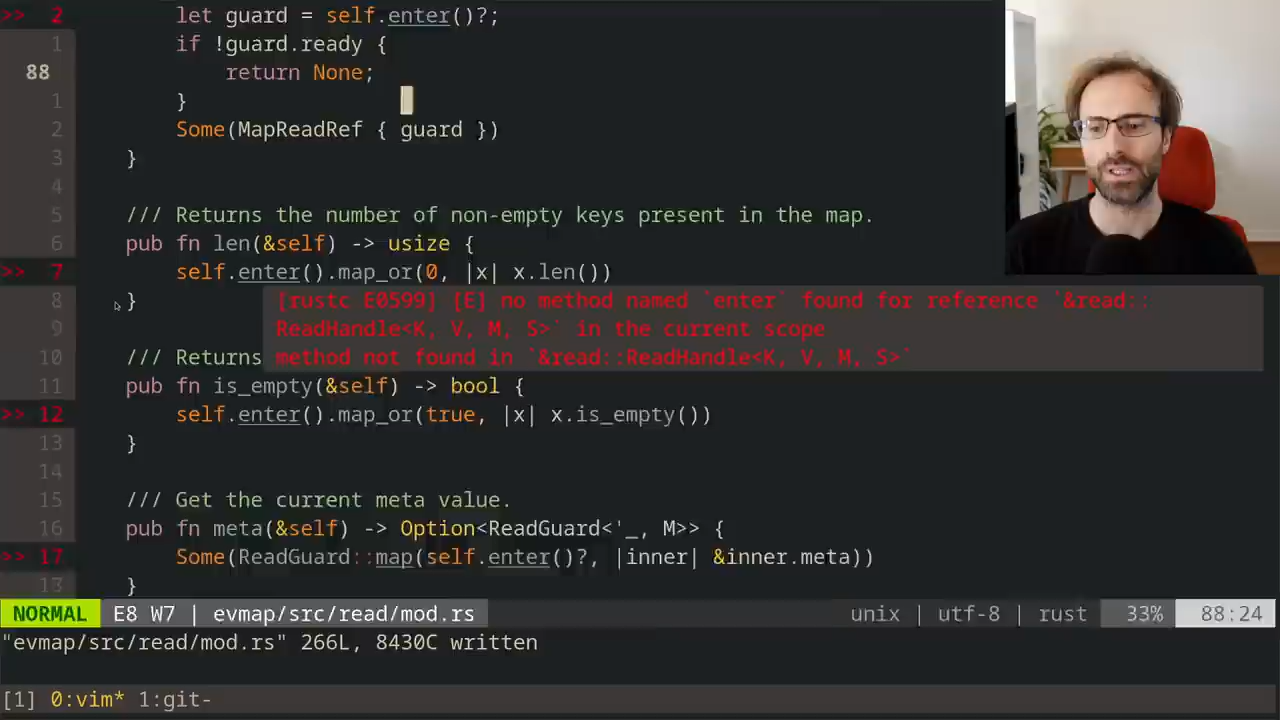 >> 2 let guard = self.enter()?;
1 if !guard.ready {
88 return None;
1 }
2 Some(MapReadRef { guard })
3 }
4
5 /// Returns the number of non-empty keys present in the map.
6 pub fn len(&self) -> usize {
>> 7 self.enter().map_or(0, |x| x.len())
8 }
[rustc E0599] [E] no method named `enter` found for reference `&read::
9 ReadHandle<K, V, M, S>` in the current scope
10 /// Returns
method not found in `&read::ReadHandle<K, V, M, S>`
11 pub fn is_empty(&self) -> bool {
>> 12 self.enter().map_or(true, |x| x.is_empty())
13 }
14
15 /// Get the current meta value.
16 pub fn meta(&self) -> Option<ReadGuard<'_, M>> {
>> 17 Some(ReadGuard::map(self.enter()?, |inner| &inner.meta))
18 }
NORMAL E8 W7 | evmap/src/read/mod.rs unix | utf-8 | rust 33% 88:24
"evmap/src/read/mod.rs" 266L, 8430C written
[1] 0:vim* 1:git-